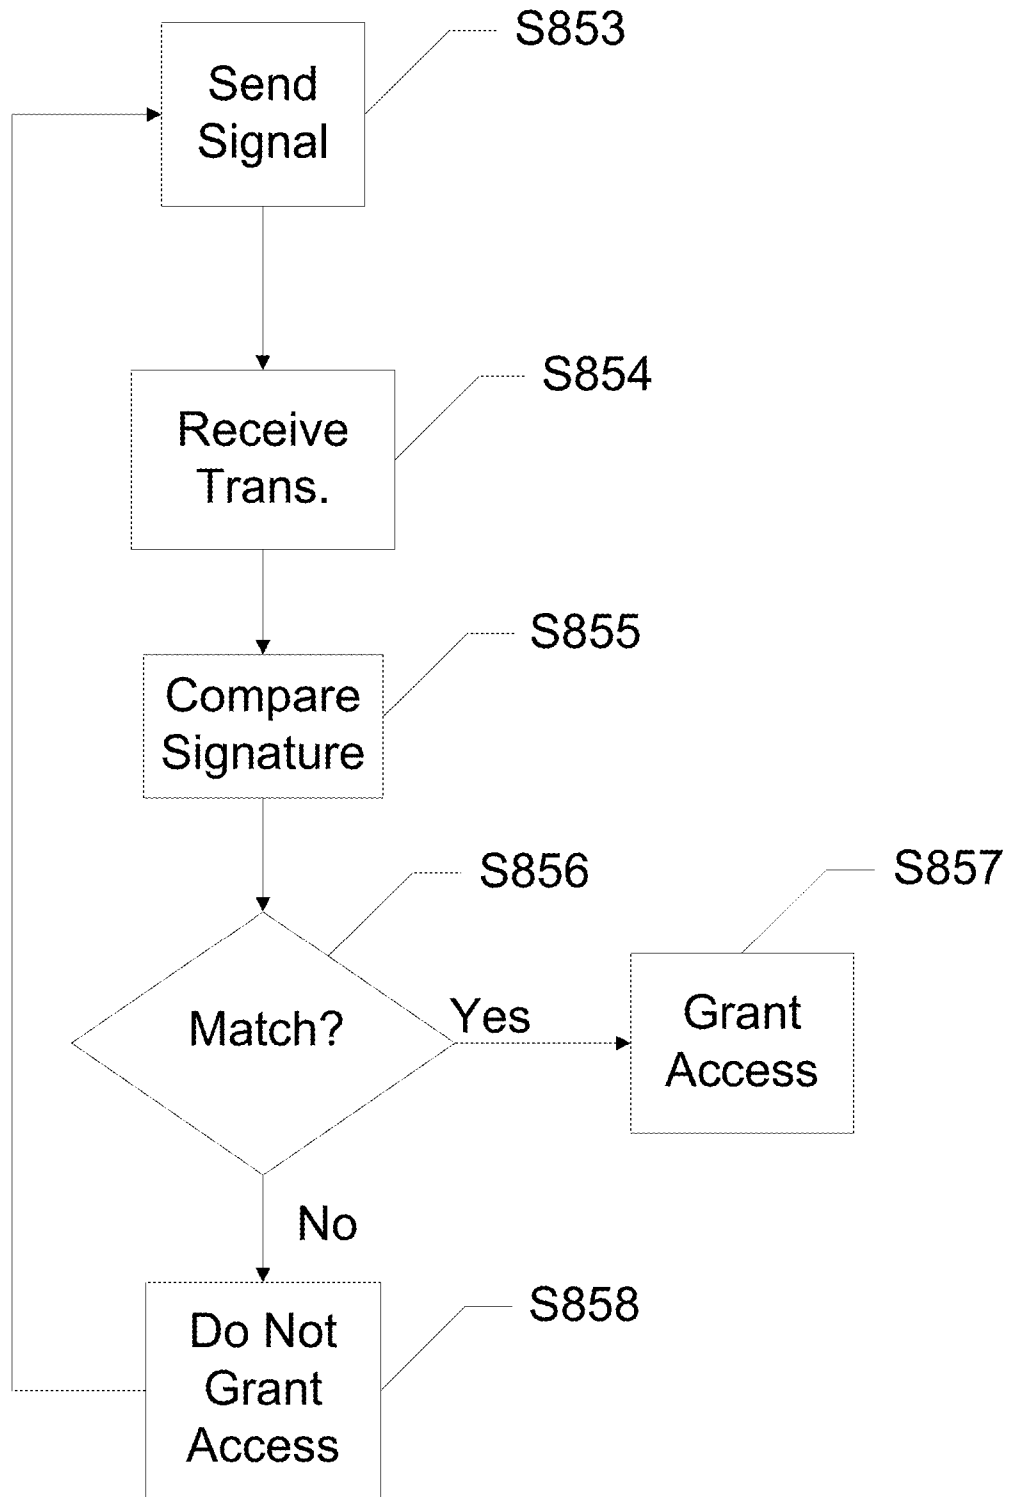 S853
Send
Signal
S854
Receive
Trans.
S855
Compare
Signature
S856
S857
Match?
Yes
Grant
Access
No
S858
Do Not
Grant
Access